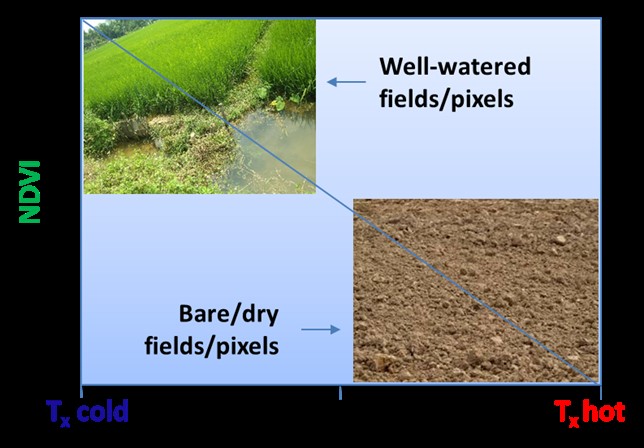 Well-watered
fields/pixels
NDVI
Bare/dry
fields/pixels
Tx cold
Tx hot